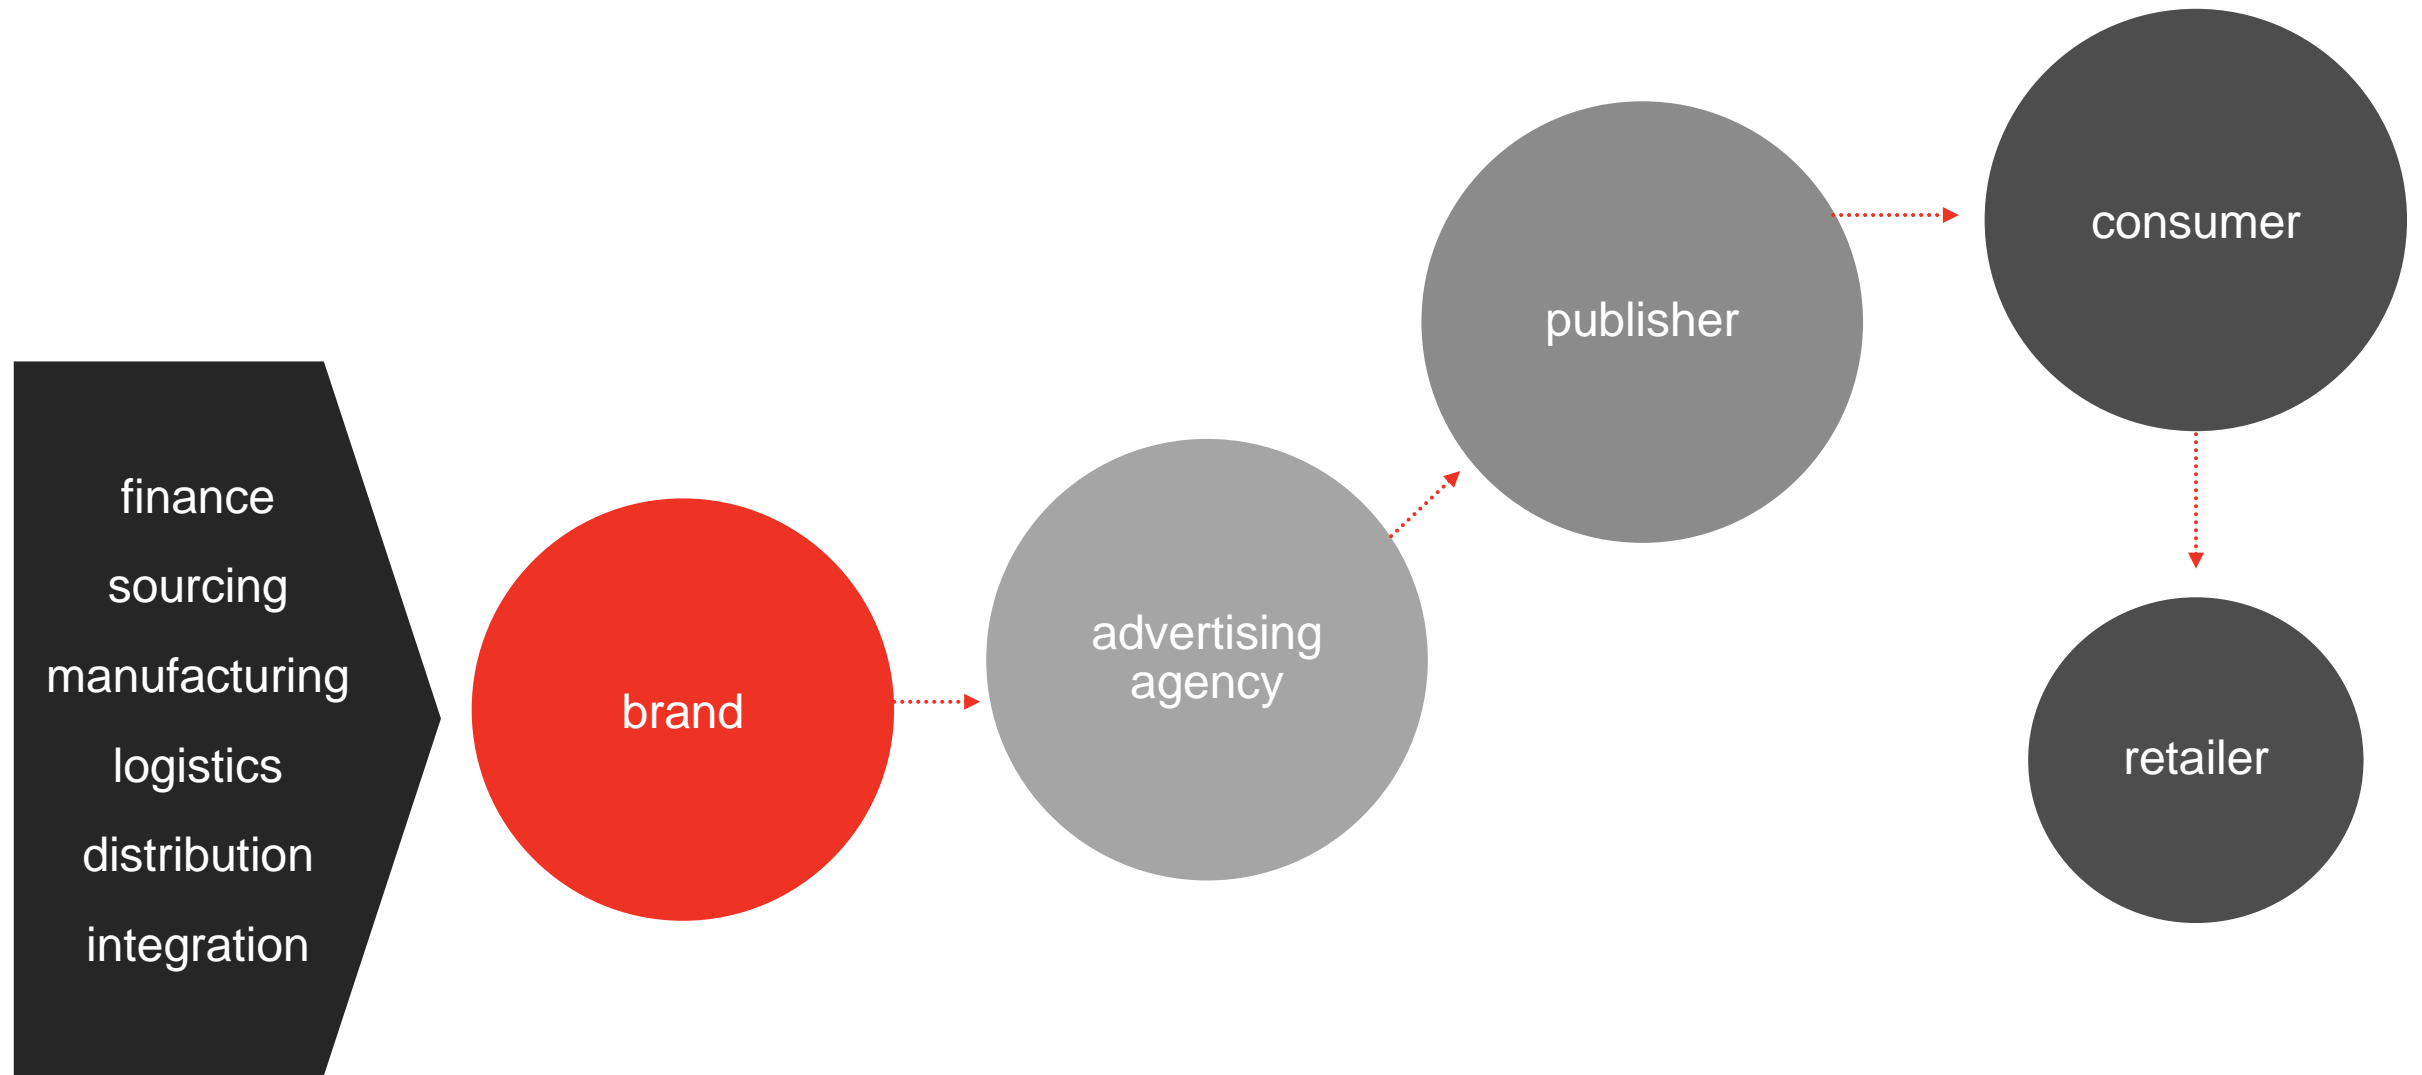 finance
sourcing
manufacturing
logistics
distribution
integration
brand
advertising
agency
publisher
consumer
retailer